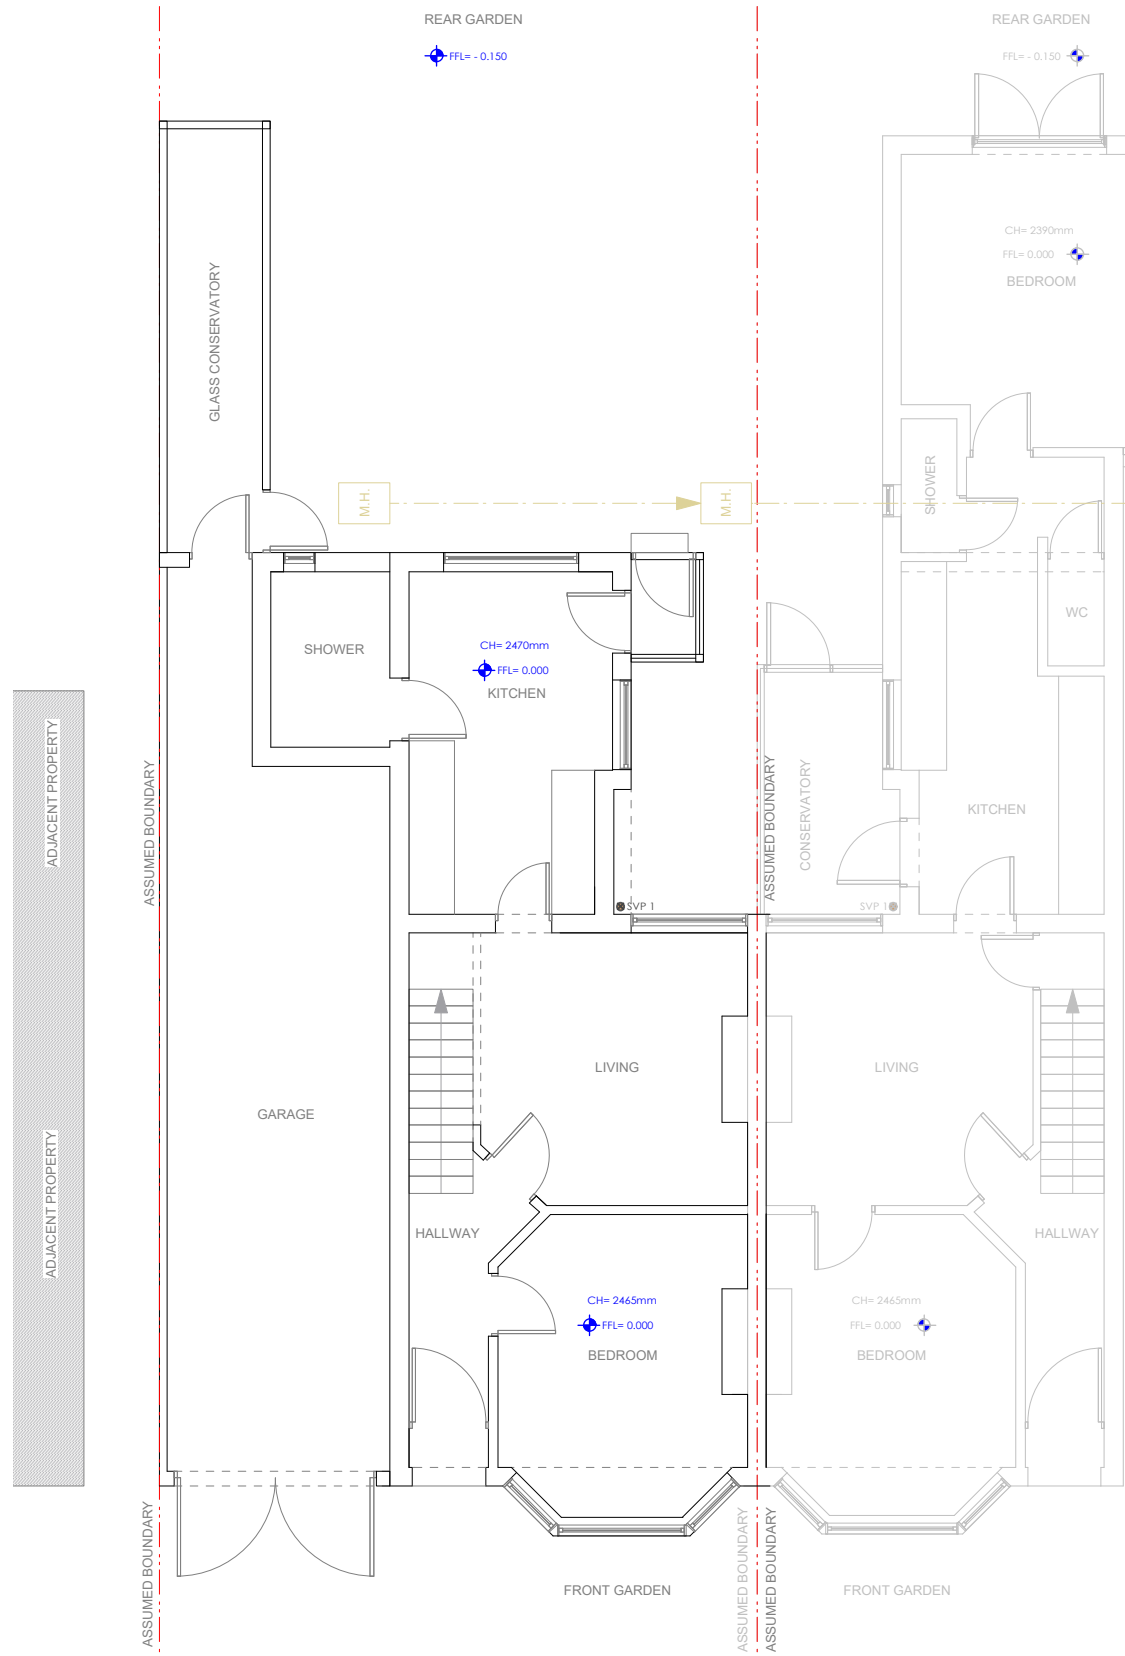 REAR GARDEN
REAR GARDEN
FFL= - 0.150
FFL= - 0.150
CH= 2390mm
FFL= 0.000
BEDROOM
GLASS CONSERVATORY
SHOWER
M.H.
M.H.
WC
SHOWER
CH= 2470mm
FFL= 0.000
KITCHEN
ADJACENT PROPERTY
ASSUMED BOUNDARY
ASSUMED BOUNDARY
CONSERVATORY
KITCHEN
SVP 1
SVP 1
LIVING
LIVING
GARAGE
ADJACENT PROPERTY
HALLWAY
HALLWAY
CH= 2465mm
FFL= 0.000
BEDROOM
CH= 2465mm
FFL= 0.000
BEDROOM
ASSUMED BOUNDARY
ASSUMED BOUNDARY
ASSUMED BOUNDARY
FRONT GARDEN
FRONT GARDEN